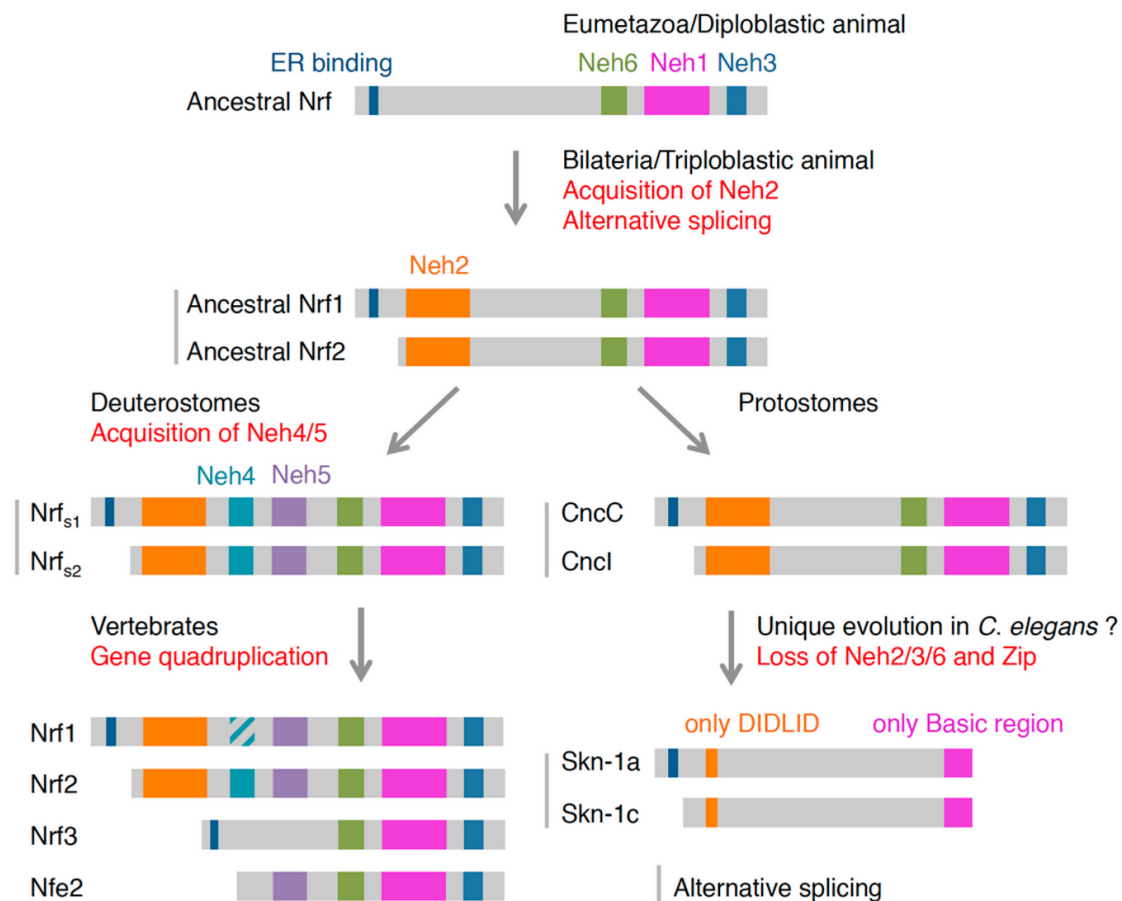 Eumetazoa/Diploblastic animal
ER binding Neh6 Neh1 Neh3
Ancestral Nrf
Bilateria/Triploblastic animal
Acquisition of Neh2
Alternative splicing
Neh2
Ancestral Nrf1
Ancestral Nrf2
Deuterostomes
Acquisition of Neh4/5
Protostomes
Neh4 Neh5
Nrfs1
Nrfs2
CncC
CncI
Vertebrates
Gene quadruplication
Unique evolution in C. elegans ?
Loss of Neh2/3/6 and Zip
Nrf1
Nrf2
Nrf3
Nfe2
only DIDLID only Basic region
Skn-1a
Skn-1c
Alternative splicing